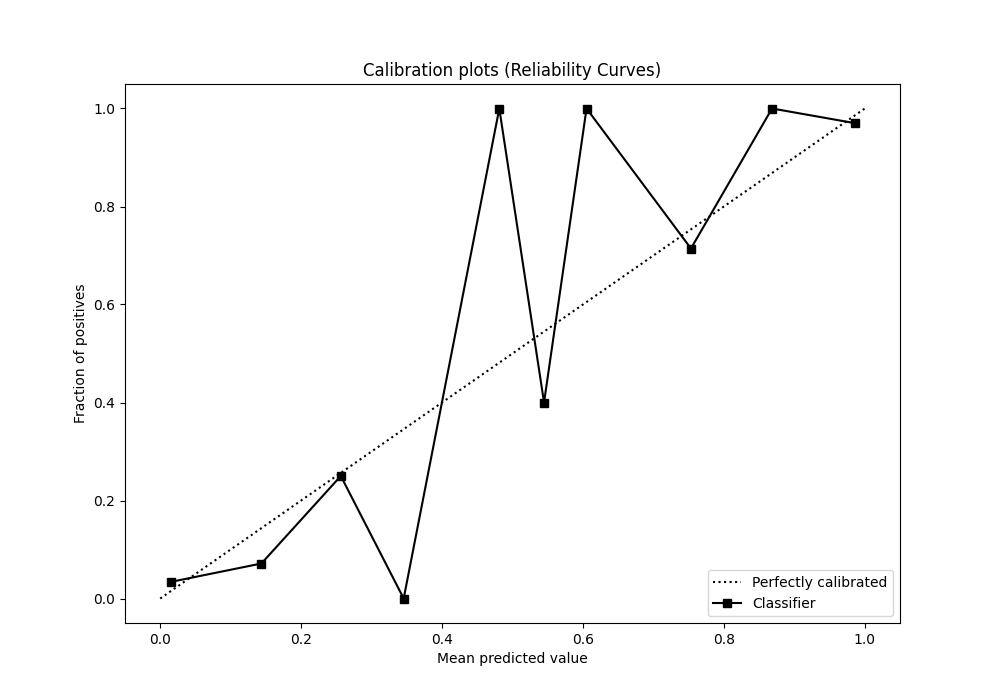 Calibration plots (Reliability Curves)
1.0
0.8
0.6
0.4
0.2
0.0
Fraction of positives
0.0 0.2 0.4 0.6 0.8 1.0
Mean predicted value
Perfectly calibrated
Classifier